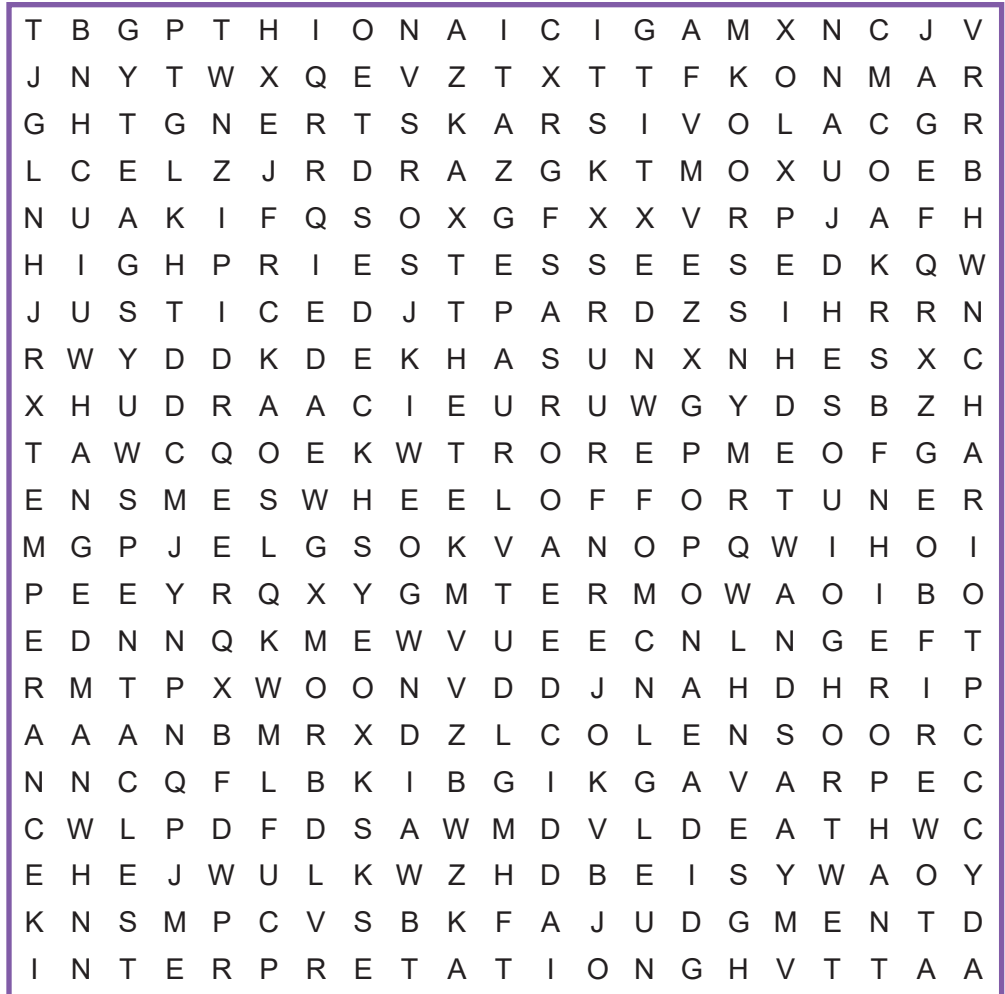 T B G P T H I O N A I C I G A M X N C J V
J N Y T W X Q E V Z T X T T F K O N M A R
G H T G N E R T S K A R S I V O L A C G R
L C E L Z J R D R A Z G K T M O X U O E B
N U A K I F Q S O X G F X X V R P J A F H
H I G H P R I E S T E S S E E S E D K Q W
J U S T I C E D J T P A R D Z S I H R R N
R W Y D D K D E K H A S U N X N H E S X C
X H U D R A A C I E U R U W G Y D S B Z H
T A W C Q O E K W T R O R E P M E O F G A
E N S M E S W H E E L O F F O R T U N E R
M G P J E L G S O K V A N O P Q W I H O I
P E E Y R Q X Y G M T E R M O W A O I B O
E D N N Q K M E W V U E E C N L N G E F T
R M T P X W O O N V D D J N A H D H R I P
A A A N B M R X D Z L C O L E N S O O R C
N N C Q F L B K I B G I K G A V A R P E C
C W L P D F D S A W M D V L D E A T H W C
E H E J W U L K W Z H D B E I S Y W A O Y
K N S M P C V S B K F A J U D G M E N T D
I N T E R P R E T A T I O N G H V T T A A